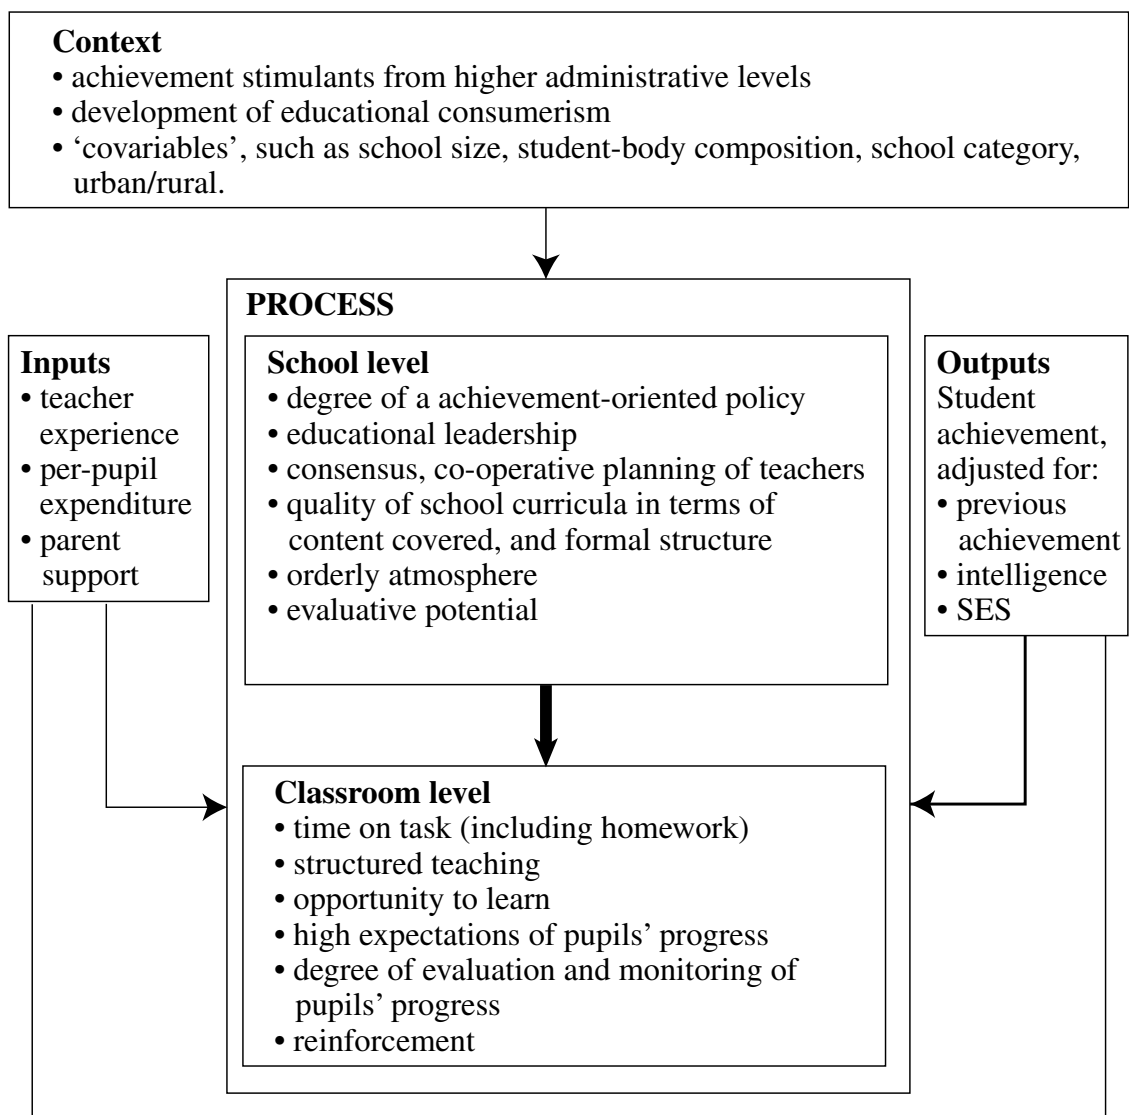 Context
• achievement stimulants from higher administrative levels
• development of educational consumerism
• ‘covariables’, such as school size, student-body composition, school category,
urban/rural.
PROCESS
Inputs
• teacher
experience
• per-pupil
expenditure
• parent
support
School level
• degree of a achievement-oriented policy
• educational leadership
• consensus, co-operative planning of teachers
• quality of school curricula in terms of
content covered, and formal structure
• orderly atmosphere
• evaluative potential
Outputs
Student
achievement,
adjusted for:
• previous
achievement
• intelligence
• SES
Classroom level
• time on task (including homework)
• structured teaching
• opportunity to learn
• high expectations of pupils’ progress
• degree of evaluation and monitoring of
pupils’ progress
• reinforcement